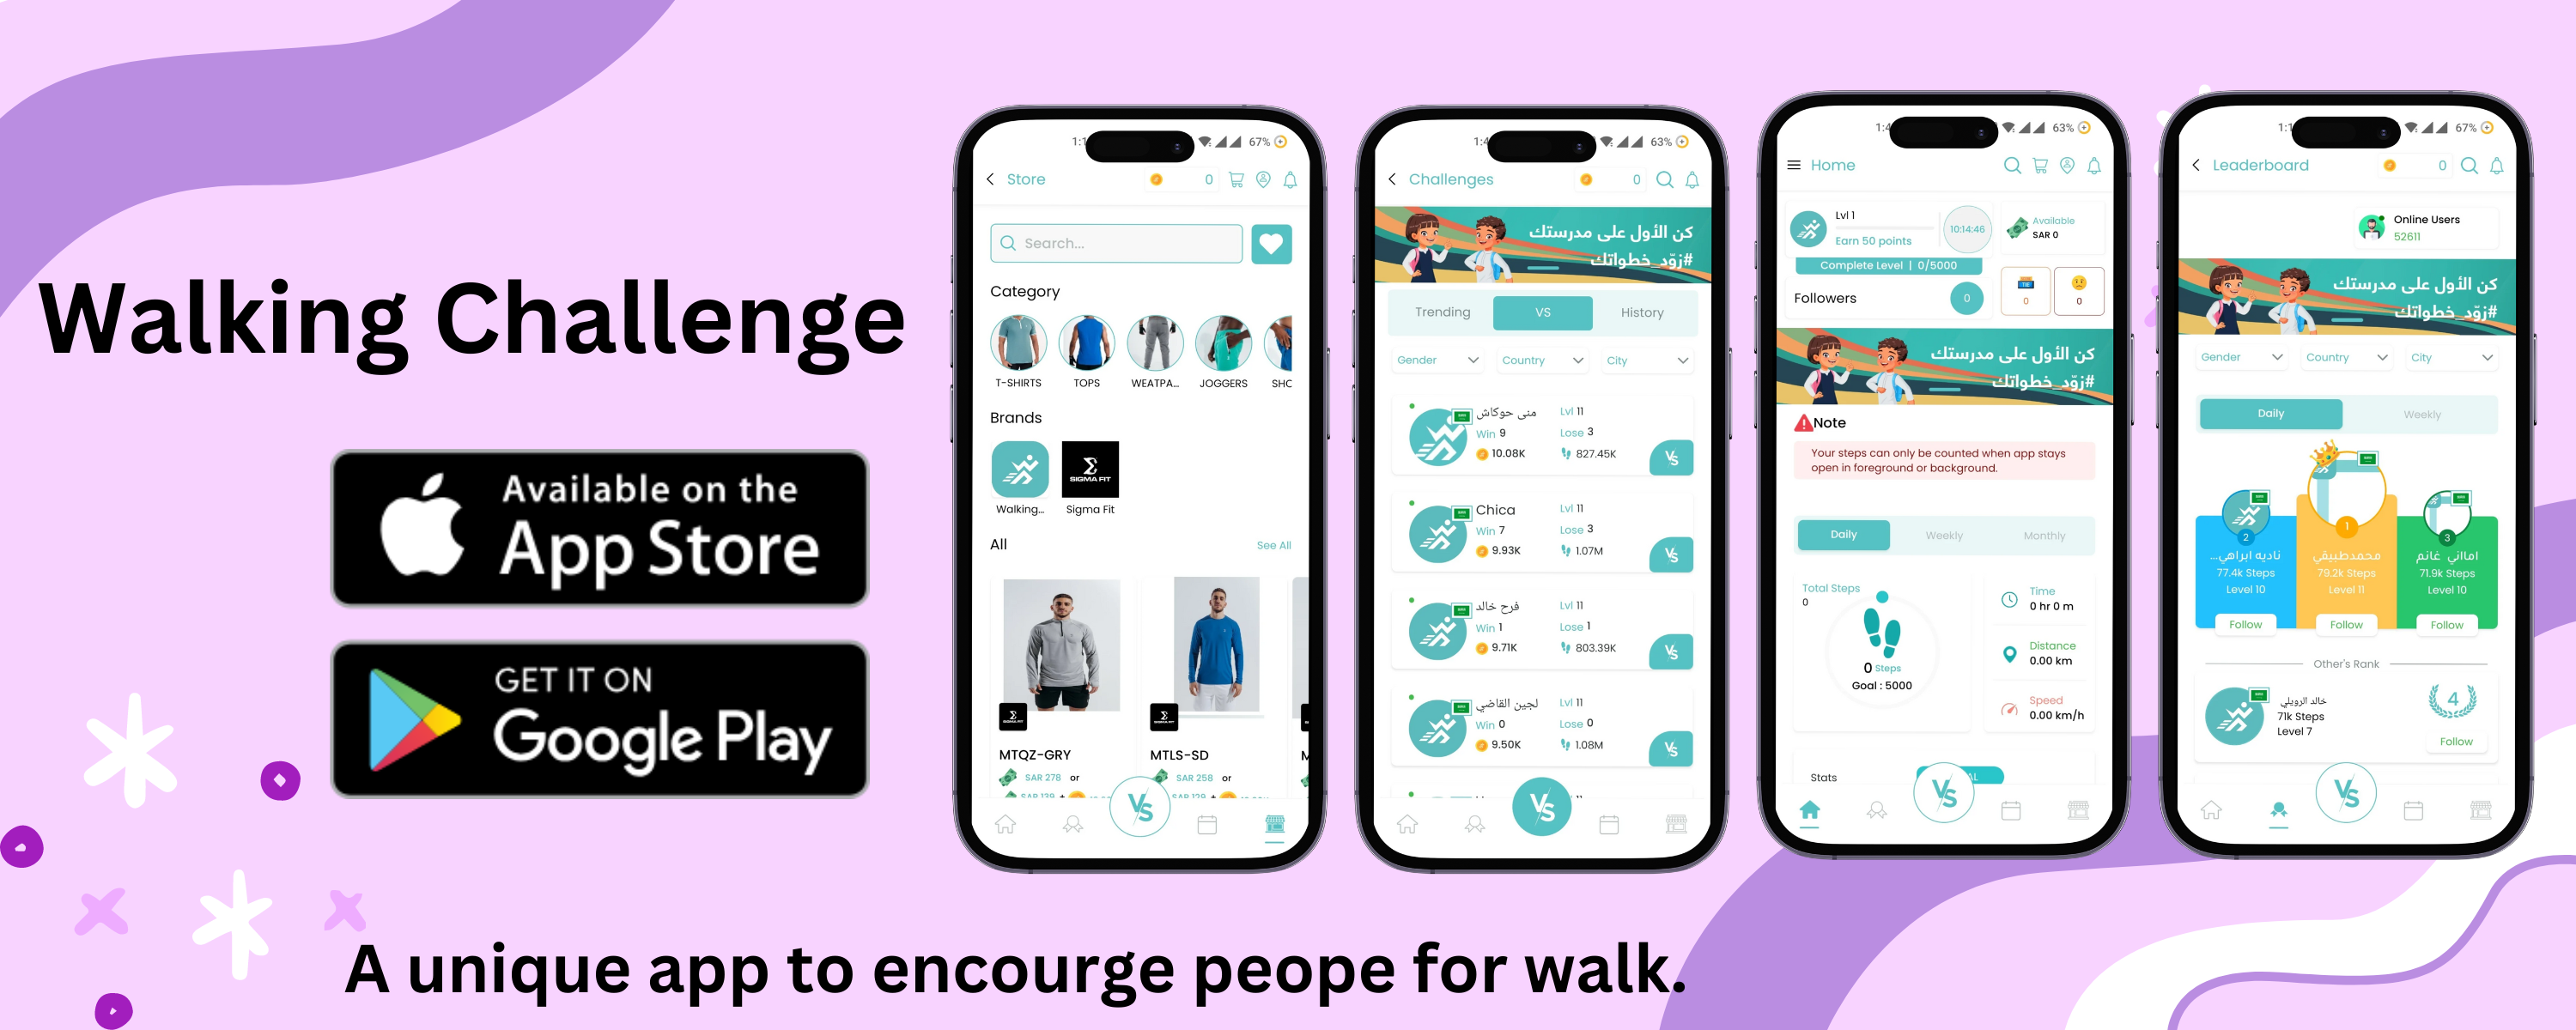 Walking Challenge
Available on the
App Store
GET IT ON
Google Play
A unique app to encourge peope for walk.
67%
Store
0
Search...
Category
T-SHIRTS
TOPS
WEATPA...
JOGGERS
SHC
Brands
SIGMA FIT
Walking...
Sigma Fit
All
See All
MTQZ-GRY
SAR 278 or
MTLS-SD
SAR 258 or
VS
63%
Challenges
0
كن الأول على مدرستك
#زوّد_خطواتك
Trending
VS
History
Gender
Country
City
منى حوكاش
Lvl 11
Win 9
Lose 3
10.08K
827.45K
VS
Chica
Lvl 11
Win 7
Lose 3
9.93K
1.07M
VS
فرح خالد
Lvl 11
Win 1
Lose 1
9.71K
803.39K
VS
لجين القاضي
Lvl 11
Win 0
Lose 0
9.50K
1.08M
VS
VS
63%
Home
Lvl 1
Earn 50 points
10:14:46
Available
SAR 0
Complete Level | 0/5000
Followers
0
0
0
كن الأول على مدرستك
#زوّد_خطواتك
Note
Your steps can only be counted when app stays
open in foreground or background.
Daily
Weekly
Monthly
Total Steps
0
0 Steps
Goal : 5000
Time
0 hr 0 m
Distance
0.00 km
Speed
0.00 km/h
Stats
VS
67%
Leaderboard
0
Online Users
52611
كن الأول على مدرستك
#زوّد_خطواتك
Gender
Country
City
Daily
Weekly
2
ناديه ابراهي...
77.4k Steps
Level 10
Follow
1
محمدطبيقي
79.2k Steps
Level 11
Follow
3
امااني غانم
71.9k Steps
Level 10
Follow
Other's Rank
خالد الرويلي
71k Steps
Level 7
4
Follow
VS